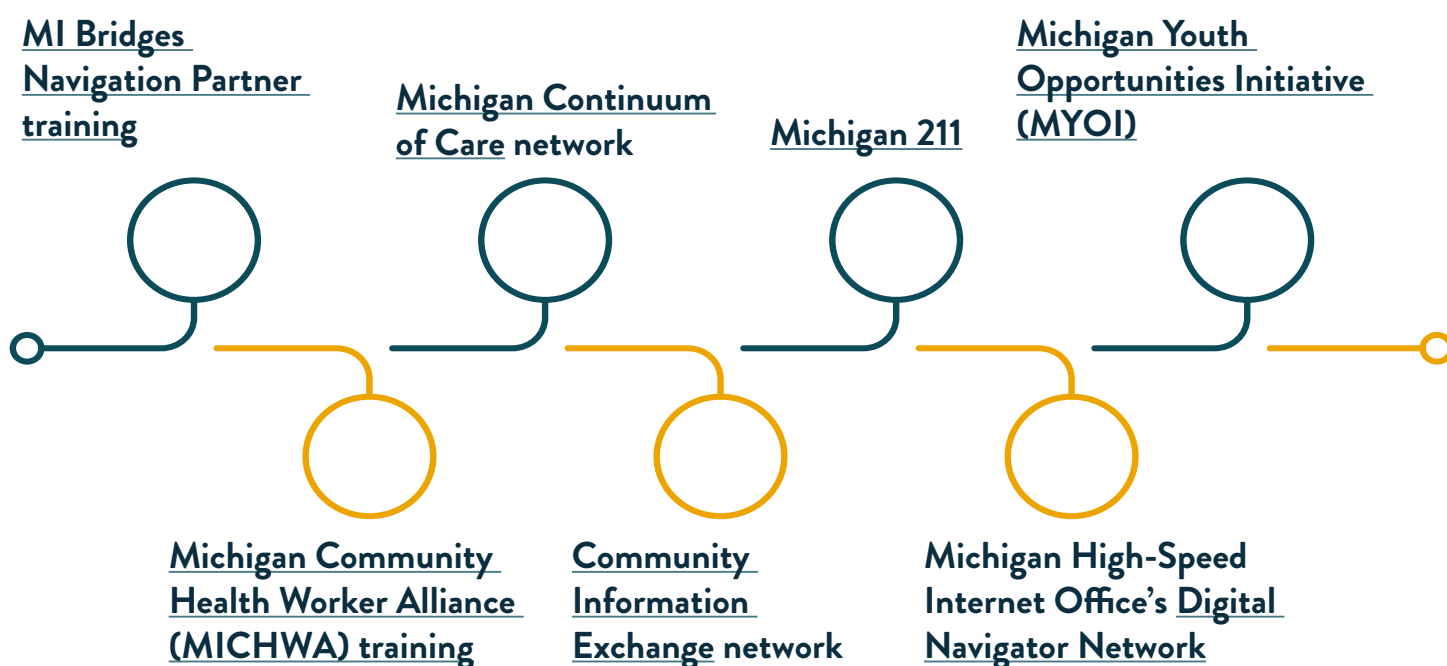 MI Bridges
Navigation Partner
training
Michigan Community
Health Worker Alliance
(MICHWA) training
Michigan Continuum
of Care network
Community
Information
Exchange network
Michigan 211
Michigan High-Speed
Internet Office’s Digital
Navigator Network
Michigan Youth
Opportunities Initiative
(MYOI)